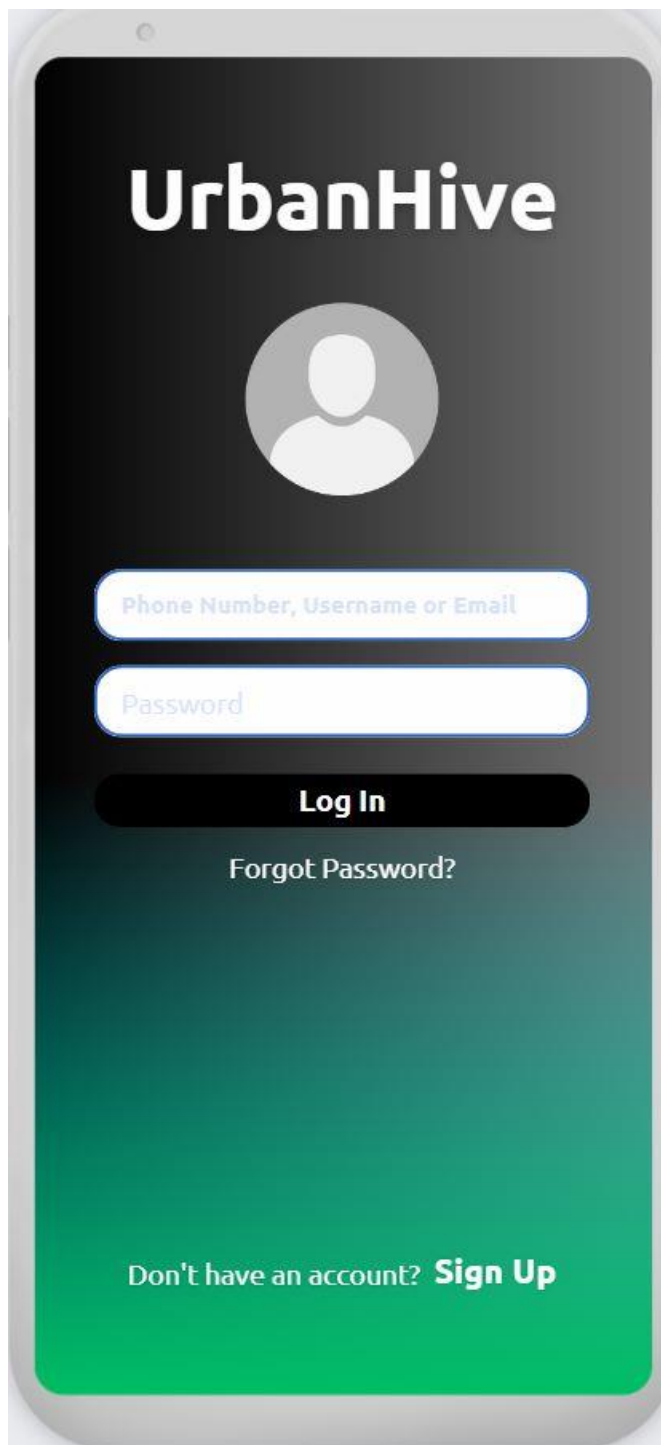 UrbanHive
Phone Number, Username or Email
Password
Log In
Forgot Password?
Don't have an account? Sign Up